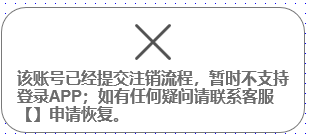 该账号已经提交注销流程，暂时不支持
登录APP；如有任何疑问请联系客服
【】申请恢复。